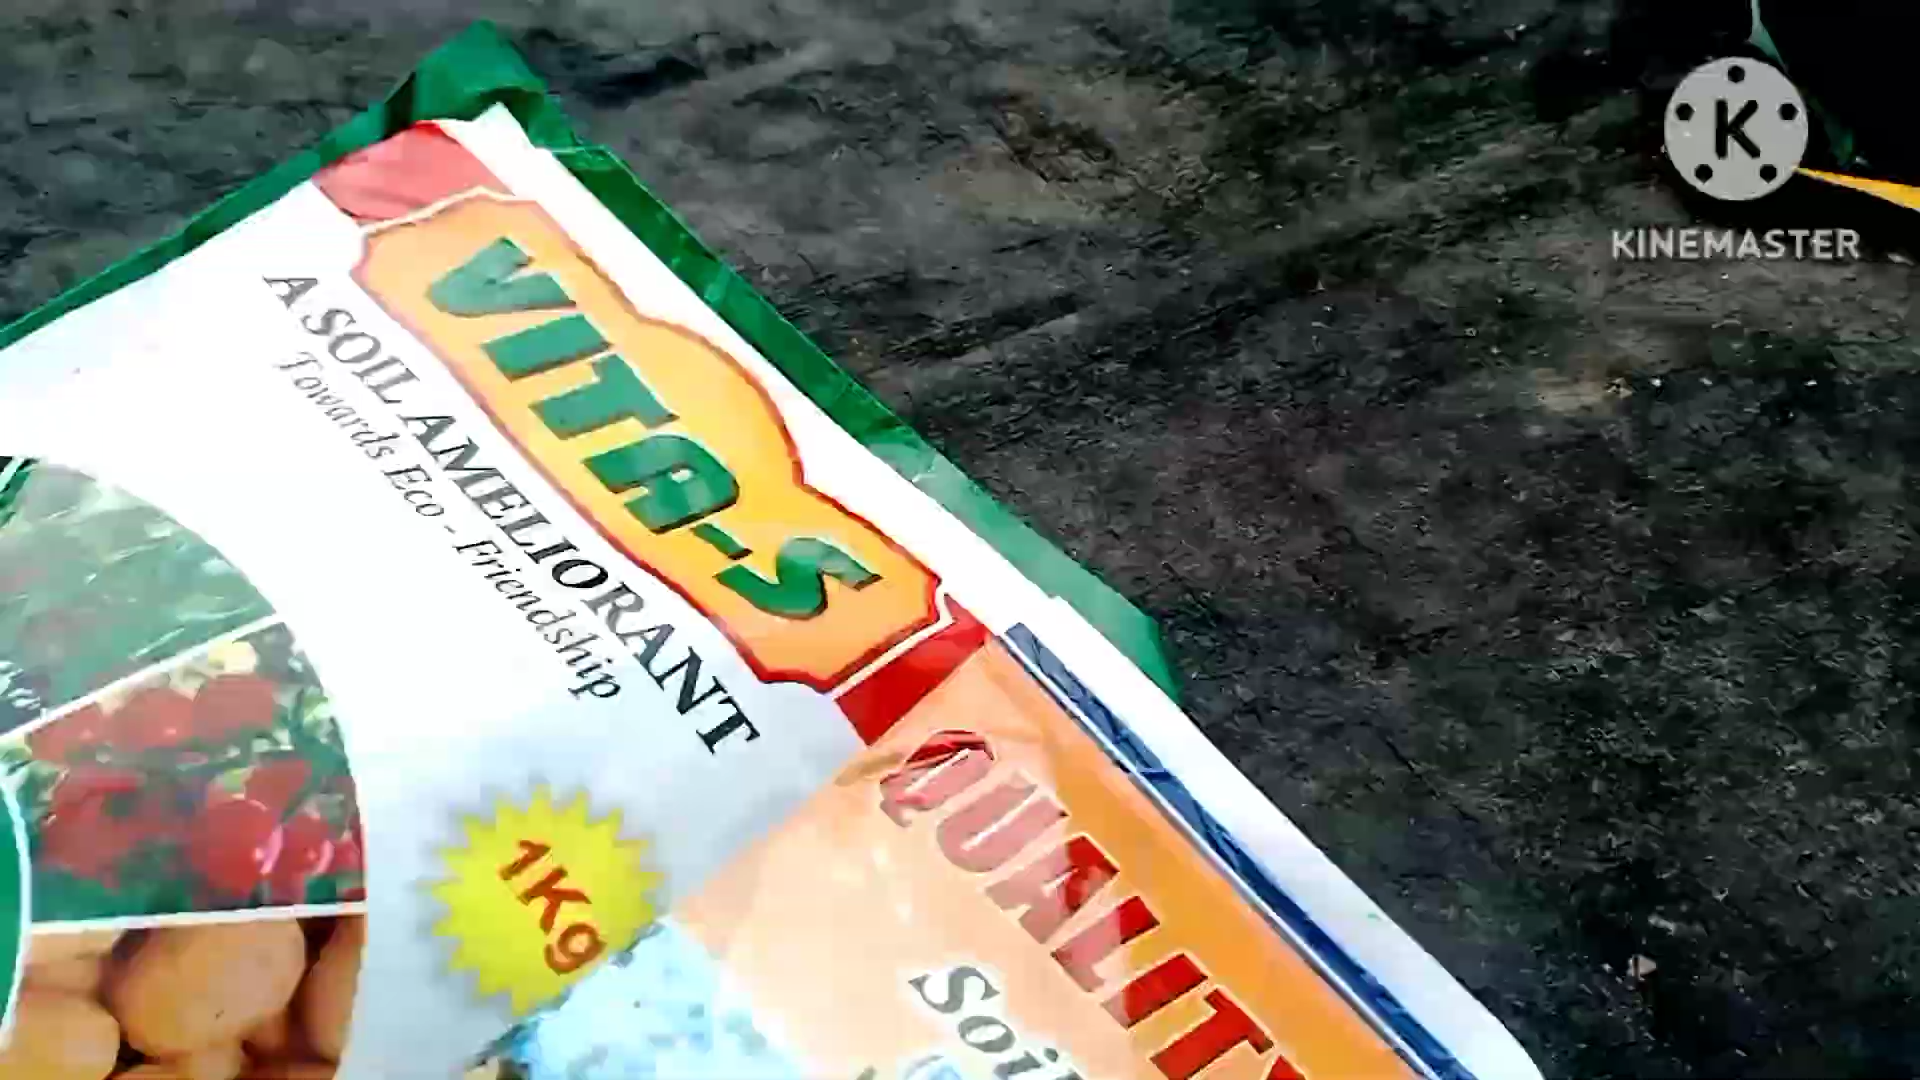 VITA-S
A SOIL AMELIORANT
Towards Eco - Friendship
1Kg
QUALITY
Soil
K
KINEMASTER